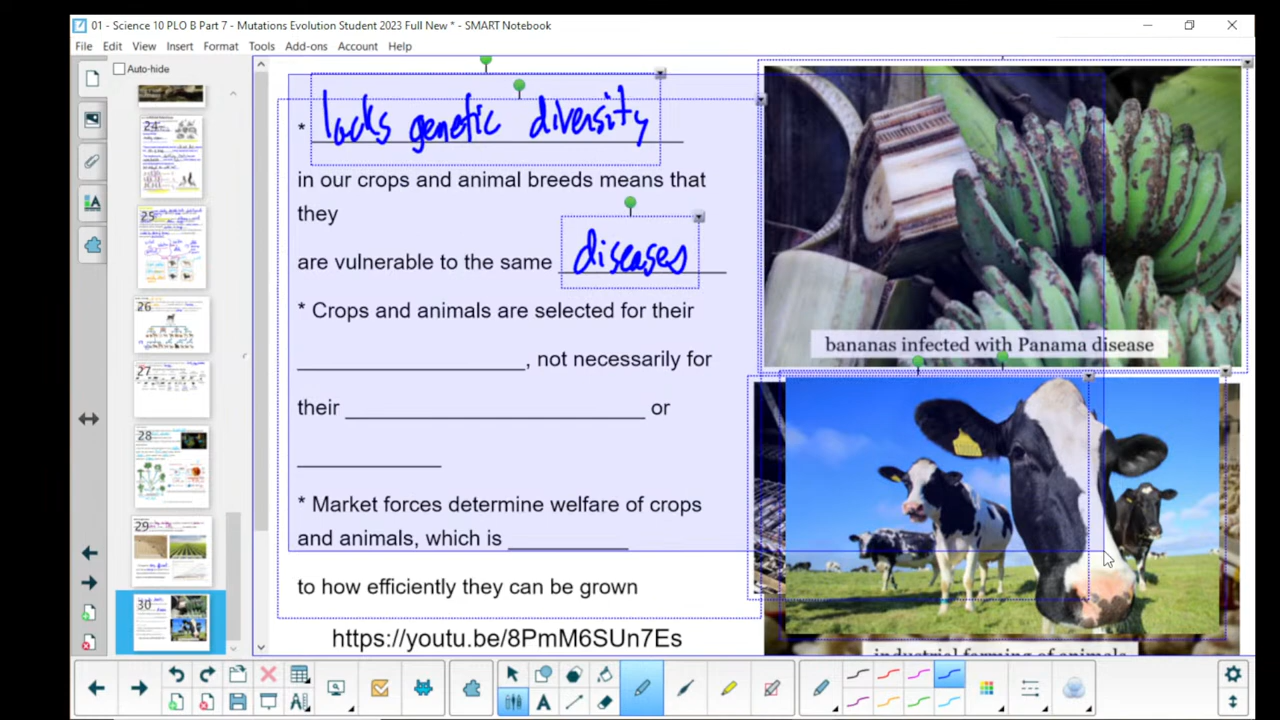 01 - Science 10 PLO B Part 7 - Mutations Evolution Student 2023 Full New * - SMART Notebook
File Edit View Insert Format Tools Add-ons Account Help
Auto-hide
24
25
26
27
28
29
30
* lacks genetic diversity
in our crops and animal breeds means that
they
are vulnerable to the same diseases
* Crops and animals are selected for their
, not necessarily for
their or
* Market forces determine welfare of crops
and animals, which is
to how efficiently they can be grown
https://youtu.be/8PmM6SUn7Es
bananas infected with Panama disease
industrial farming of animals